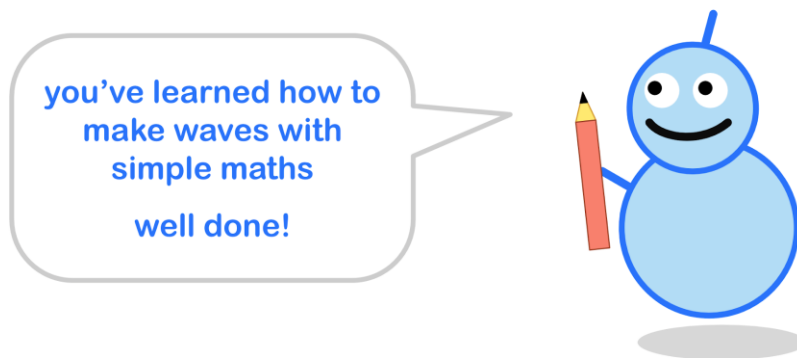 you’ve learned how to
make waves with
simple maths
well done!